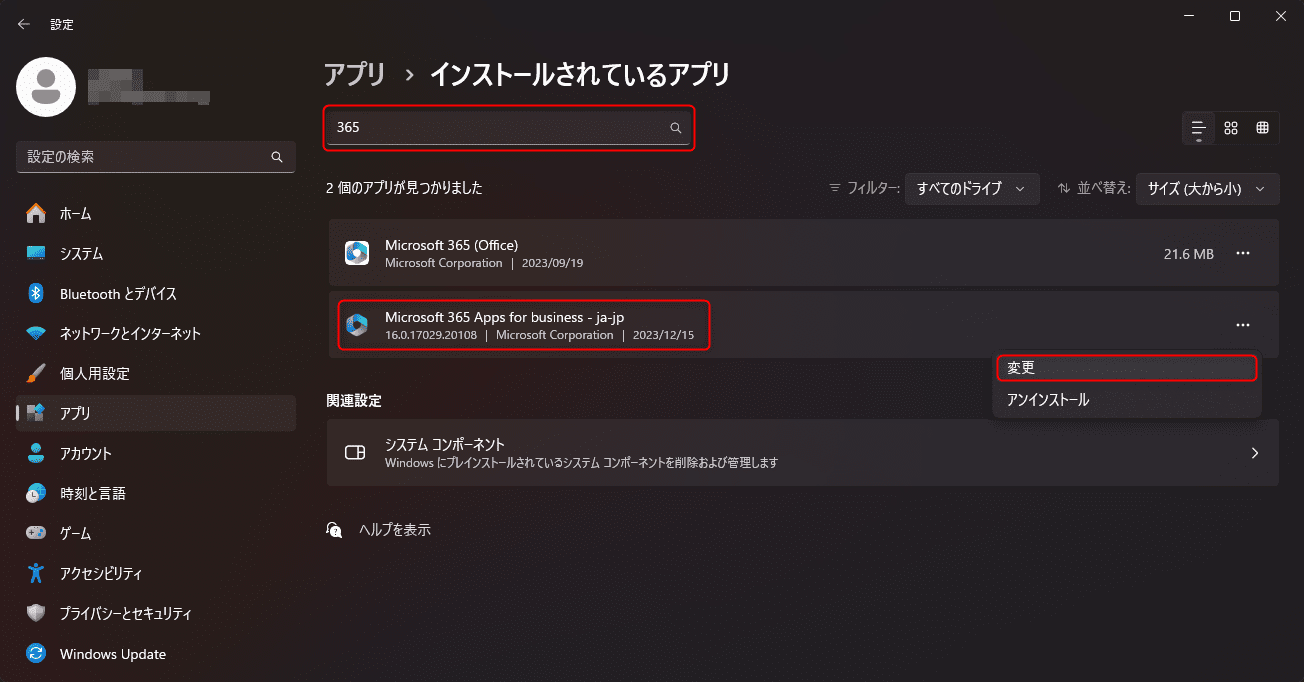 設定
アプリ › インストールされているアプリ
365
設定の検索
2 個のアプリが見つかりました
フィルター: すべてのドライブ
並べ替え: サイズ (大から小)
ホーム
システム
Bluetooth とデバイス
ネットワークとインターネット
個人用設定
アプリ
アカウント
時刻と言語
ゲーム
アクセシビリティ
プライバシーとセキュリティ
Windows Update
Microsoft 365 (Office)
Microsoft Corporation | 2023/09/19
21.6 MB
Microsoft 365 Apps for business - ja-jp
16.0.17029.20108 | Microsoft Corporation | 2023/12/15
変更
アンインストール
関連設定
システム コンポーネント
Windows にプレインストールされているシステム コンポーネントを削除および管理します
ヘルプを表示